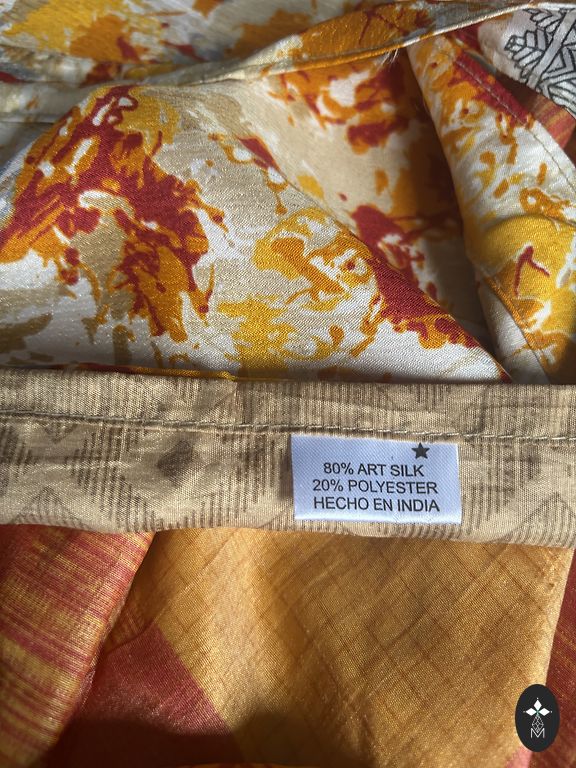 80% ART SILK
20% POLYESTER
HECHO EN INDIA
M